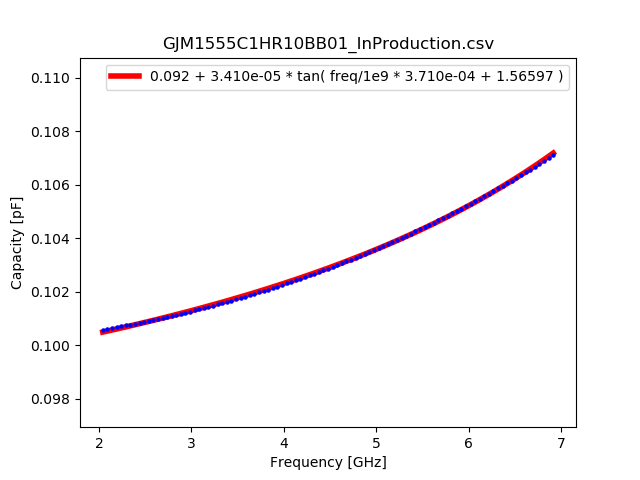 GJM1555C1HR10BB01_InProduction.csv
0.092 + 3.410e-05 * tan( freq/1e9 * 3.710e-04 + 1.56597 )
0.110
0.108
0.106
0.104
0.102
0.100
0.098
Capacity [pF]
2 3 4 5 6 7
Frequency [GHz]